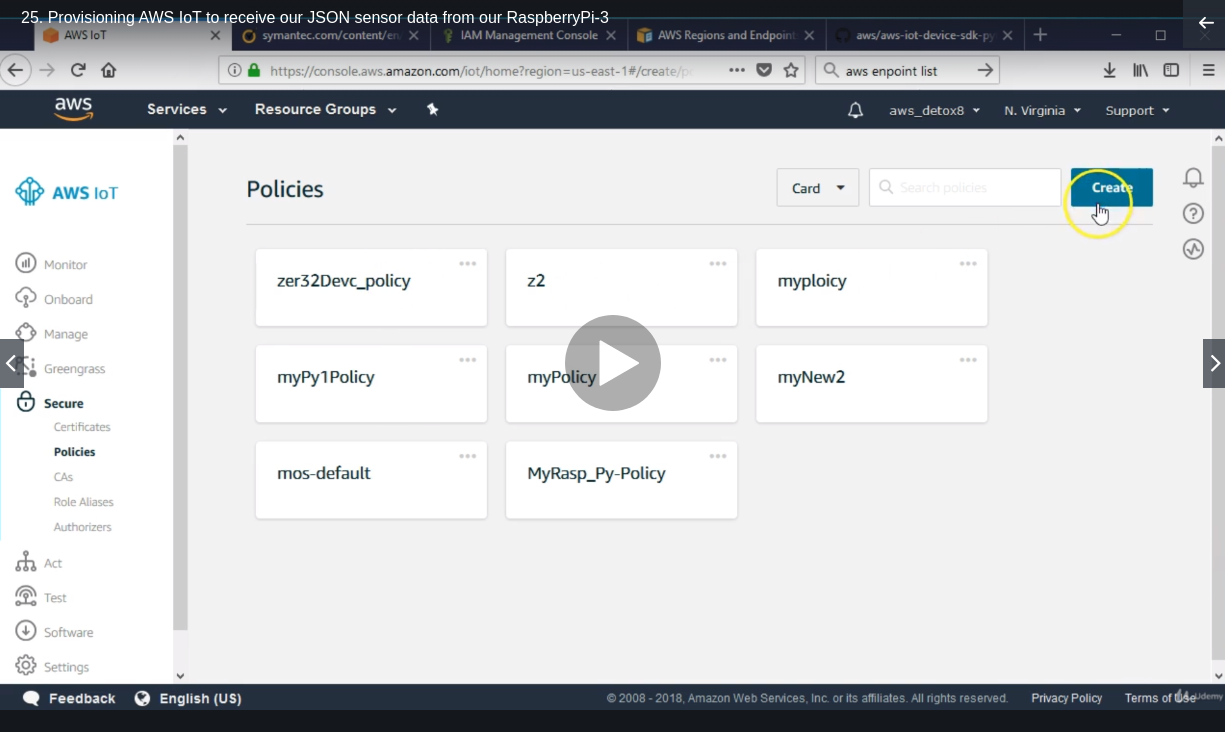 25. Provisioning AWS IoT to receive our JSON sensor data from our RaspberryPi-3
AWS IoT
symantec.com/content/en
IAM Management Console
AWS Regions and Endpoint
aws/aws-iot-device-sdk-py
https://console.aws.amazon.com/iot/home?region=us-east-1#/create/p
aws enpoint list
aws
Services
Resource Groups
aws_detox8
N. Virginia
Support
AWS IoT
Policies
Card
Search policies
Create
Monitor
Onboard
Manage
Greengrass
Secure
Certificates
Policies
CAs
Role Aliases
Authorizers
Act
Test
Software
Settings
zer32Devc_policy
z2
myploicy
myPy1Policy
myPolicy
myNew2
mos-default
MyRasp_Py-Policy
Feedback
English (US)
© 2008 - 2018, Amazon Web Services, Inc. or its affiliates. All rights reserved.
Privacy Policy
Terms of Use
Udemy